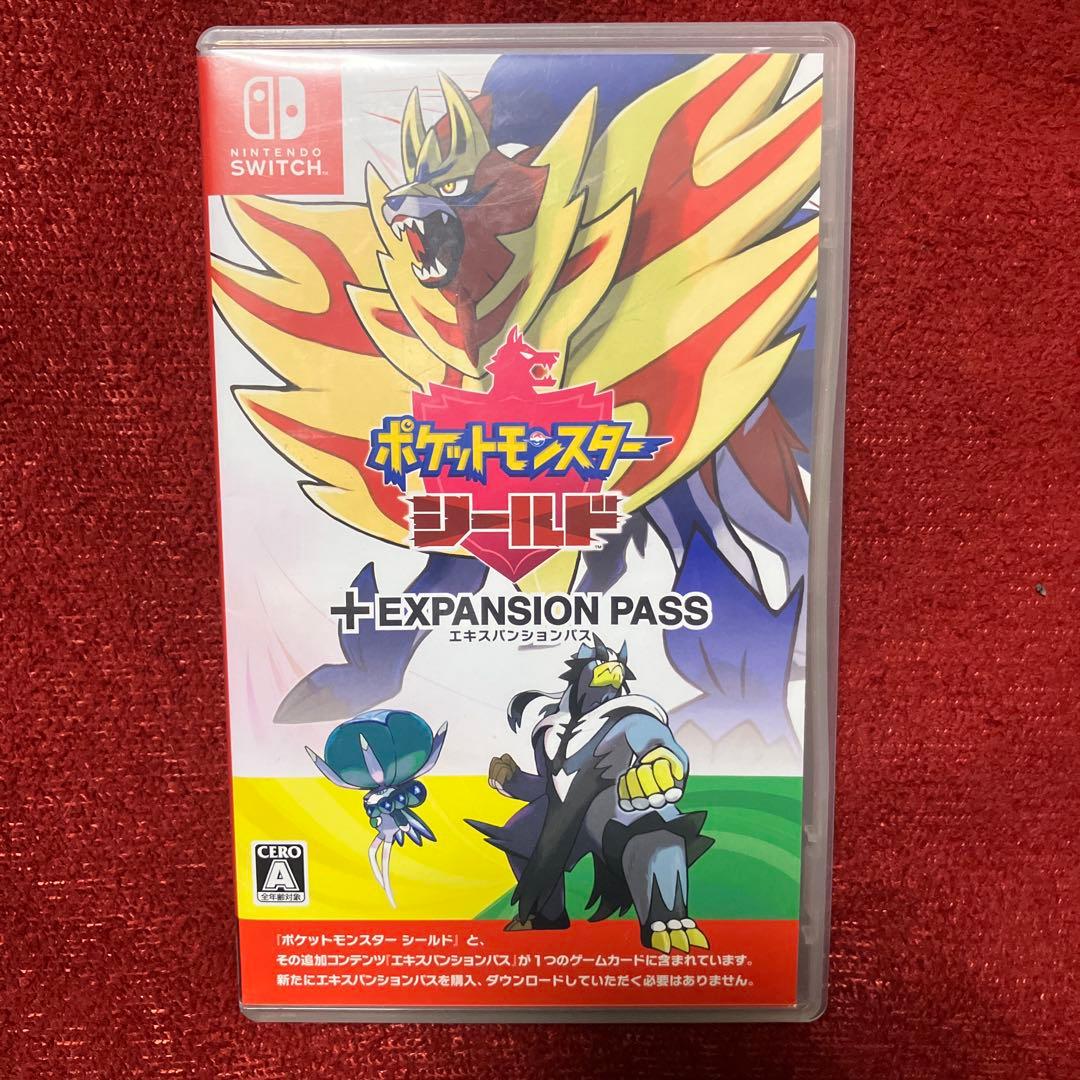 NINTENDO
SWITCH™
ポケットモンスター
シールド™
+EXPANSION PASS
エキスパンションパス
CERO
A
全年齢対象
『ポケットモンスター シールド』と、
その追加コンテンツ『エキスパンションパス』が1つのゲームカードに含まれています。
新たにエキスパンションパスを購入、ダウンロードしていただく必要はありません。